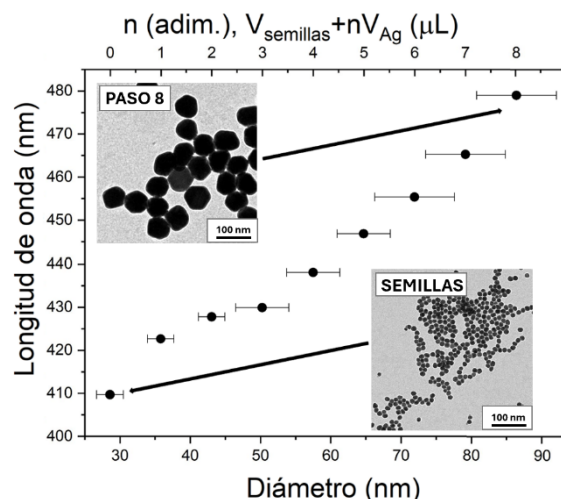 n (adim.), V_semillas+nV_Ag (μL)
0 1 2 3 4 5 6 7 8
Longitud de onda (nm)
480
470
460
450
440
430
420
410
400
PASO 8
100 nm
SEMILLAS
100 nm
30 40 50 60 70 80 90
Diámetro (nm)